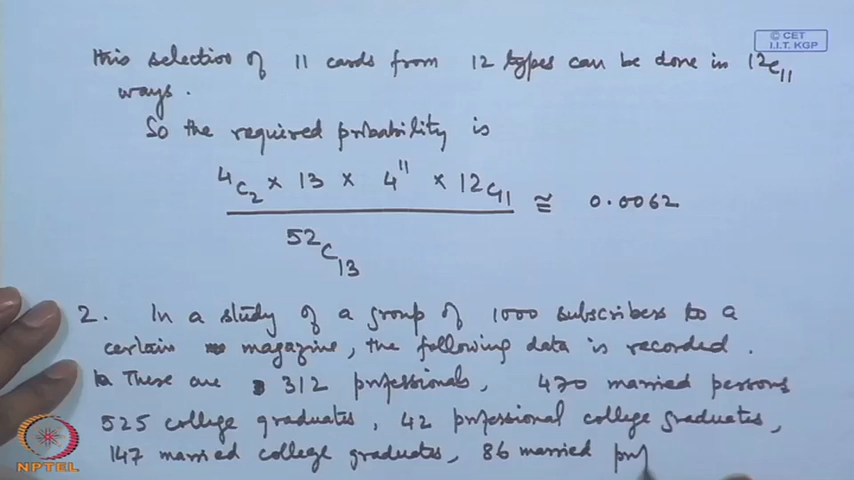 © CET
I.I.T. KGP
this selection of 11 cards from 12 types can be done in ¹²C₁₁
ways.
So the required probability is
⁴C₂ × 13 × 4¹¹ × ¹²C₁₁ ≅ 0.0062
⁵²C₁₃
2. In a study of a group of 1000 subscribers to a
certain magazine, the following data is recorded.
There are 312 professionals, 470 married persons
525 college graduates, 42 professional college graduates,
147 married college graduates, 86 married prof
NPTEL